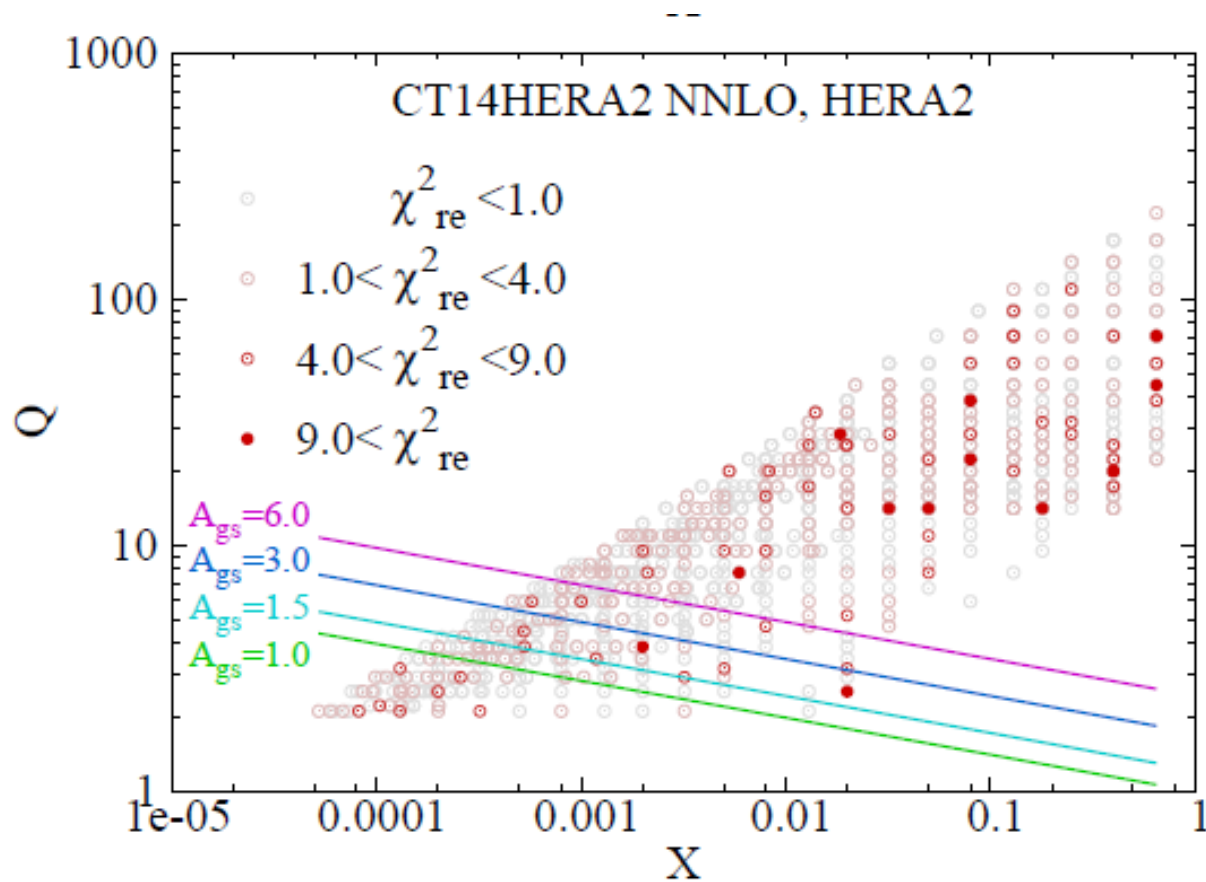 CT14HERA2 NNLO, HERA2
χ²re <1.0
1.0< χ²re <4.0
4.0< χ²re <9.0
9.0< χ²re
Ags=6.0
Ags=3.0
Ags=1.5
Ags=1.0
1000
100
10
1
Q
1e-05 0.0001 0.001 0.01 0.1 1
X